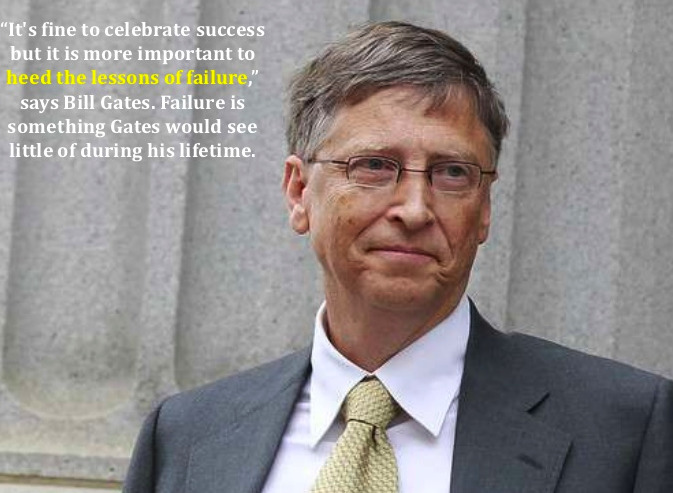 “It's fine to celebrate success
but it is more important to
heed the lessons of failure,”
says Bill Gates. Failure is
something Gates would see
little of during his lifetime.